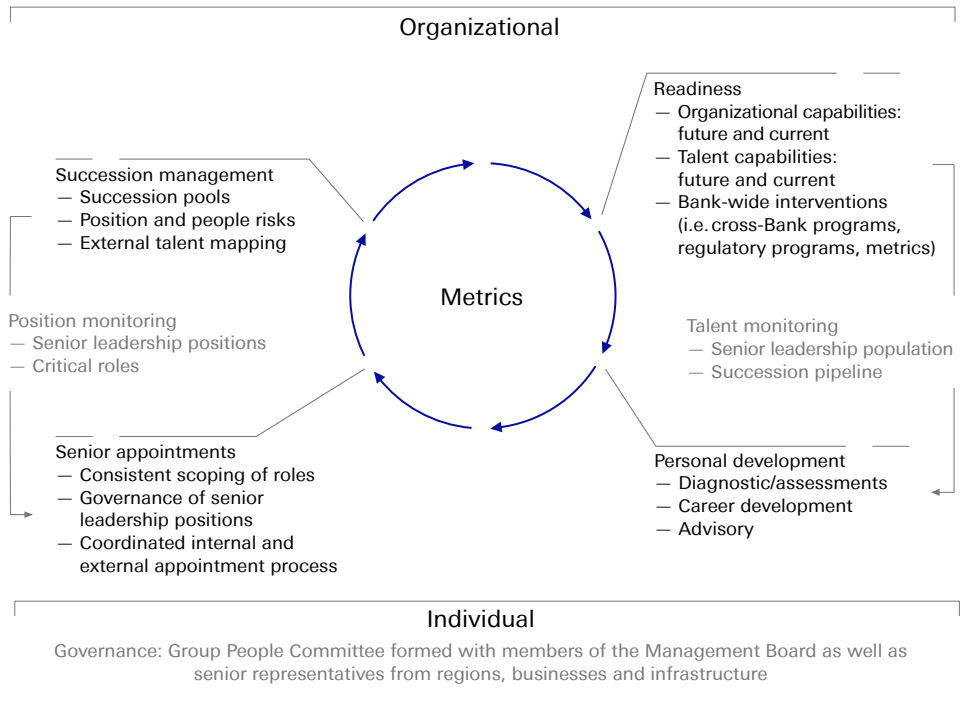 Organizational
Readiness
— Organizational capabilities:
future and current
— Talent capabilities:
future and current
— Bank-wide interventions
(i.e. cross-Bank programs,
regulatory programs, metrics)
Succession management
— Succession pools
— Position and people risks
— External talent mapping
Metrics
Position monitoring
— Senior leadership positions
— Critical roles
Talent monitoring
— Senior leadership population
— Succession pipeline
Senior appointments
— Consistent scoping of roles
— Governance of senior
leadership positions
— Coordinated internal and
external appointment process
Personal development
— Diagnostic/assessments
— Career development
— Advisory
Individual
Governance: Group People Committee formed with members of the Management Board as well as
senior representatives from regions, businesses and infrastructure